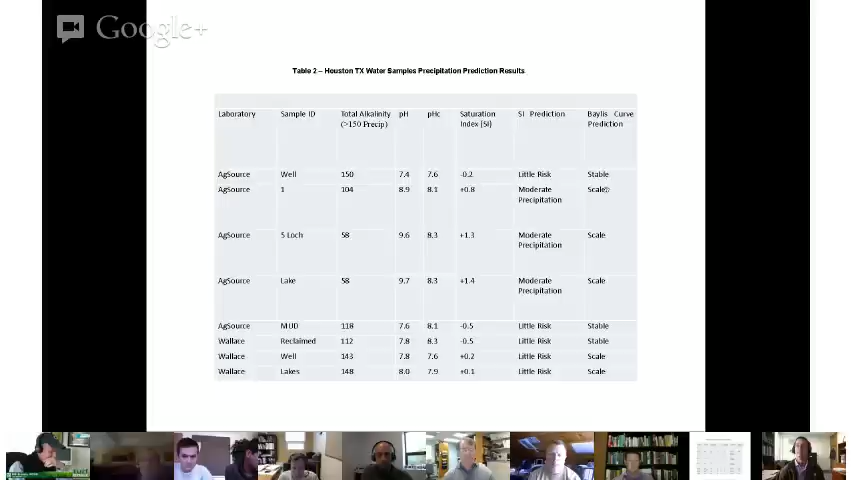 Google+
Table 2 – Heuston TX Water Samples Precipitation Prediction Results
Laboratory Sample ID Total Alkalinity (>150 Precip) pH pHc Saturation Index (SI) SI Prediction Baylis Curve Prediction
AgSource Well 150 7.4 7.6 -0.2 Little Risk Stable
AgSource 1 104 8.9 8.1 +0.8 Moderate Precipitation Scale
AgSource 5 Loch 58 9.6 8.3 +1.3 Moderate Precipitation Scale
AgSource Lake 58 9.7 8.3 +1.4 Moderate Precipitation Scale
AgSource MUD 118 7.6 8.1 -0.5 Little Risk Stable
Wallace Reclaimed 112 7.8 8.3 -0.5 Little Risk Stable
Wallace Well 143 7.8 7.6 +0.2 Little Risk Scale
Wallace Lakes 148 8.0 7.9 +0.1 Little Risk Scale